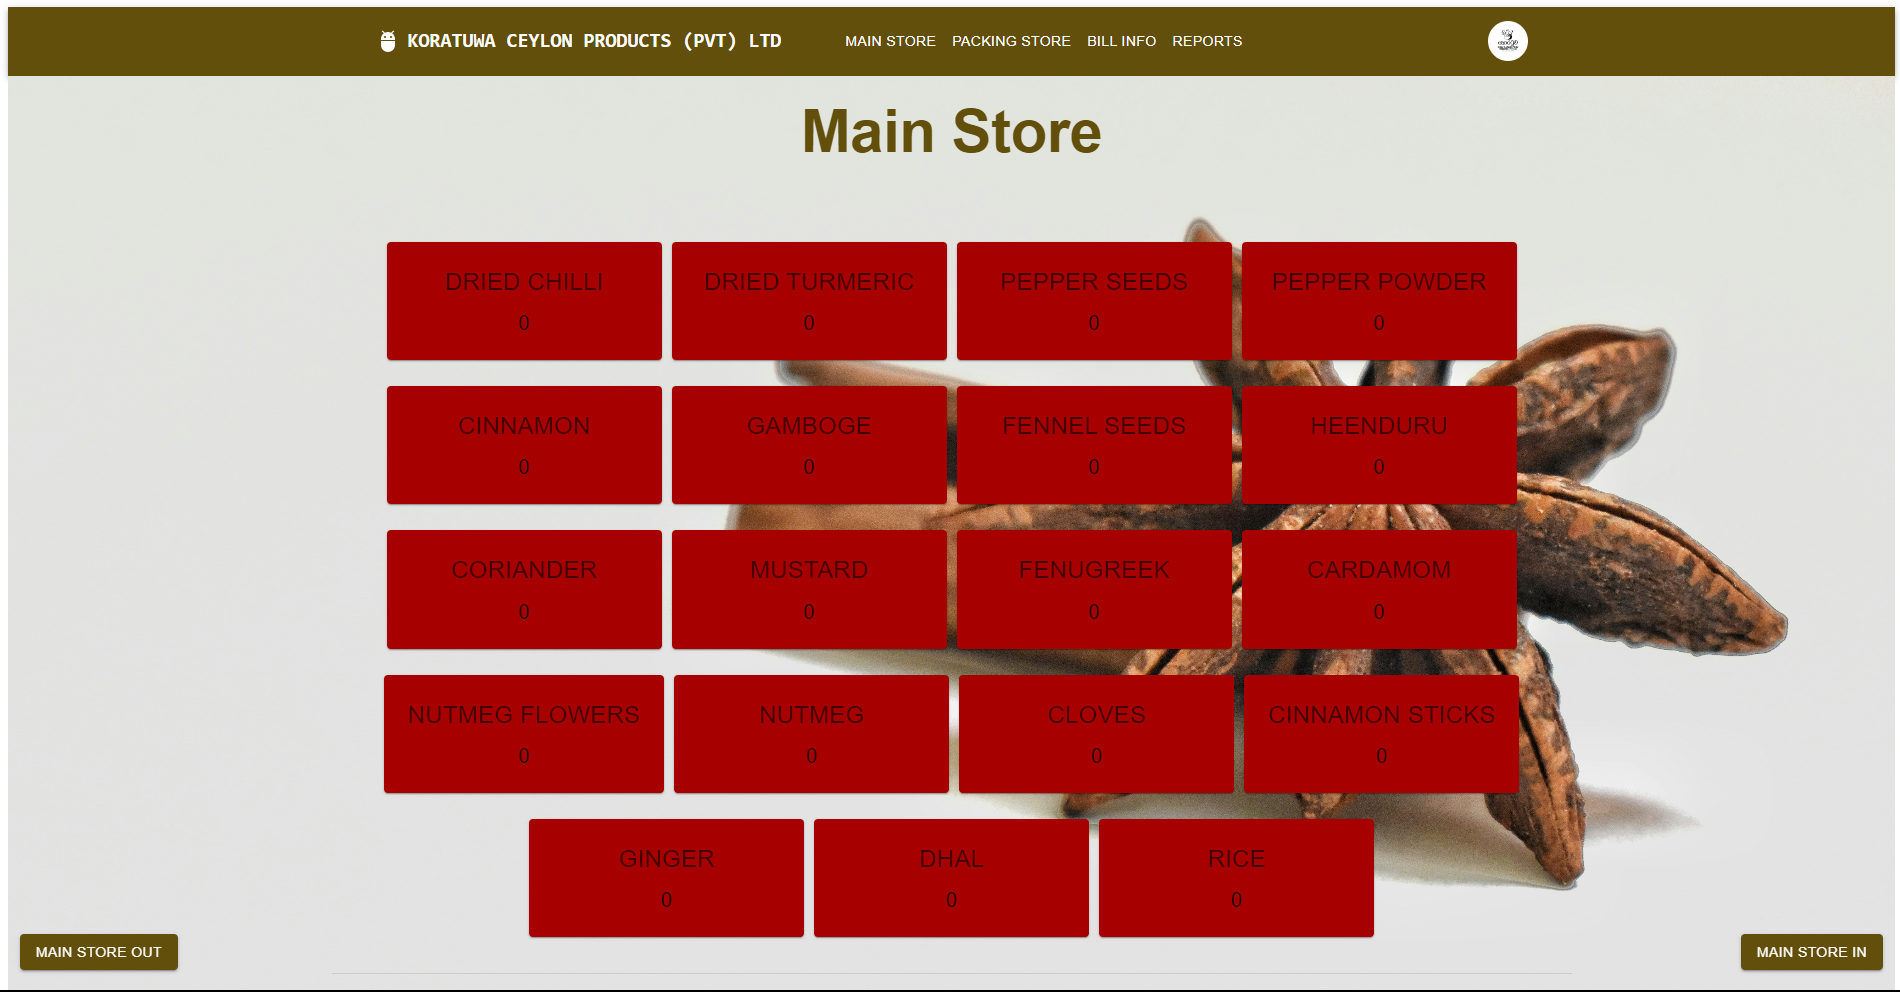 KORATUWA CEYLON PRODUCTS (PVT) LTD
MAIN STORE PACKING STORE BILL INFO REPORTS
Main Store
DRIED CHILLI
0
DRIED TURMERIC
0
PEPPER SEEDS
0
PEPPER POWDER
0
CINNAMON
0
GAMBOGE
0
FENNEL SEEDS
0
HEENDURU
0
CORIANDER
0
MUSTARD
0
FENUGREEK
0
CARDAMOM
0
NUTMEG FLOWERS
0
NUTMEG
0
CLOVES
0
CINNAMON STICKS
0
GINGER
0
DHAL
0
RICE
0
MAIN STORE OUT
MAIN STORE IN